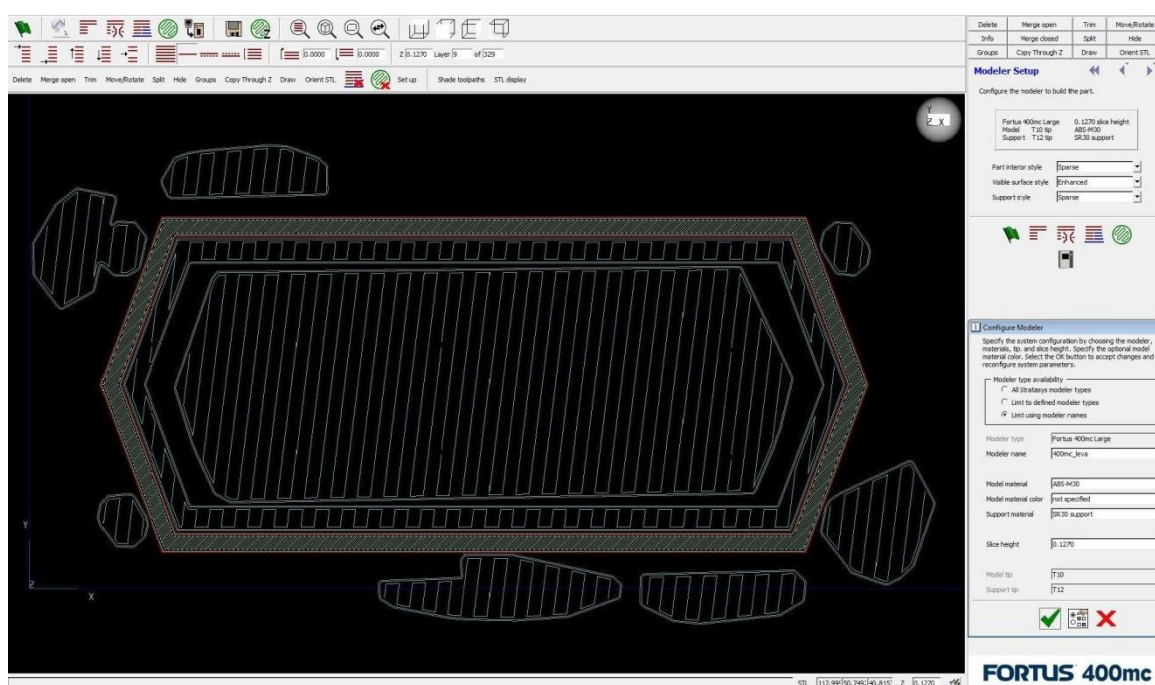 0.0000 0.0000 Z 0.1270 Layer 9 of 329
Delete Merge open Trim Move/Rotate Split Hide Groups Copy Through Z Draw Orient STL Set up Shade toolpaths STL display
Y
Z X
Y
Z
X
STL 112.995|50.749|40.815 Z 0.1270
Delete Merge open Trim Move/Rotate
Info Merge closed Split Hide
Groups Copy Through Z Draw Orient STL
Modeler Setup
Configure the modeler to build the part.
Fortus 400mc Large 0.1270 slice height
Model T10 tip ABS-M30
Support T12 tip SR30 support
Part interior style Sparse
Visible surface style Enhanced
Support style Sparse
Configure Modeler
Specify the system configuration by choosing the modeler,
materials, tip, and slice height. Specify the optional model
material color. Select the OK button to accept changes and
reconfigure system parameters.
Modeler type availability
All Stratasys modeler types
Limit to defined modeler types
Limit using modeler names
Modeler type Fortus 400mc Large
Modeler name 400mc_leva
Model material ABS-M30
Model material color not specified
Support material SR30 support
Slice height 0.1270
Model tip T10
Support tip T12
FORTUS 400mc